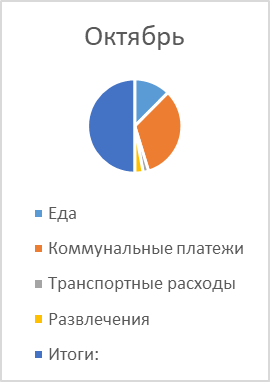 Октябрь
Еда
Коммунальные платежи
Транспортные расходы
Развлечения
Итоги: